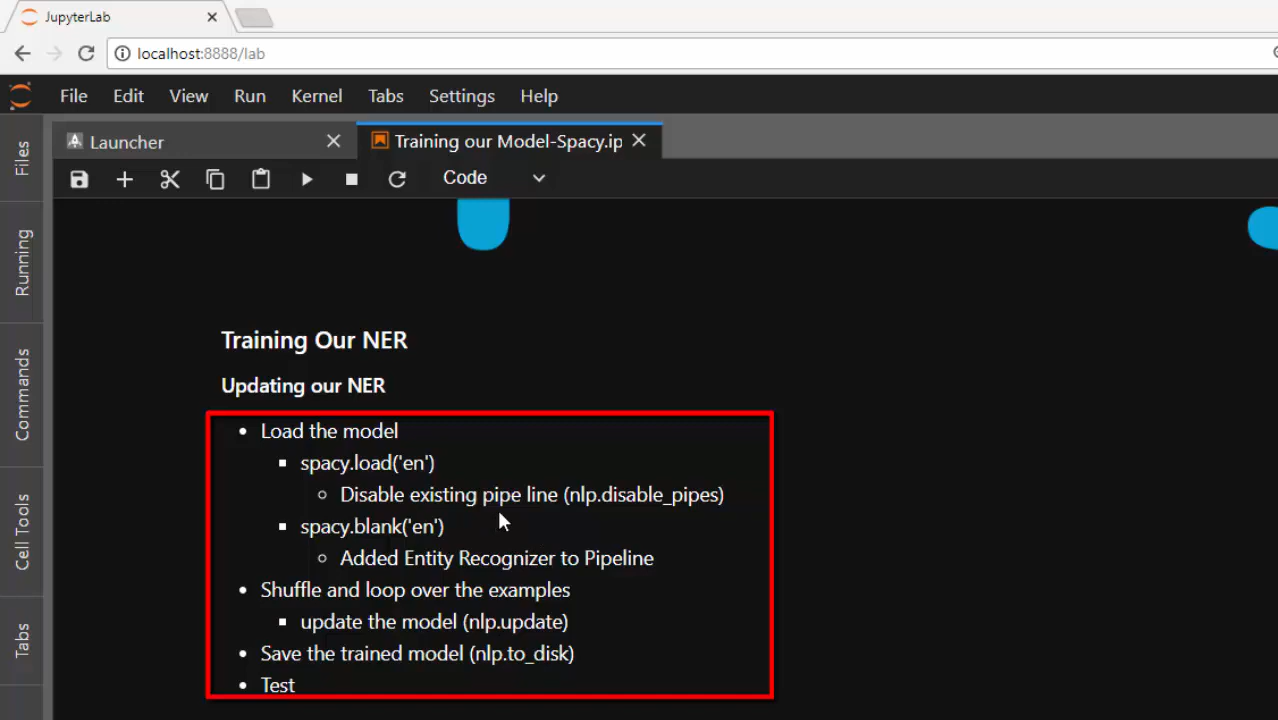 JupyterLab
localhost:8888/lab
File Edit View Run Kernel Tabs Settings Help
Launcher
Training our Model-Spacy.ip
Code
Files
Running
Commands
Cell Tools
Tabs
Training Our NER
Updating our NER
Load the model
spacy.load('en')
Disable existing pipe line (nlp.disable_pipes)
spacy.blank('en')
Added Entity Recognizer to Pipeline
Shuffle and loop over the examples
update the model (nlp.update)
Save the trained model (nlp.to_disk)
Test